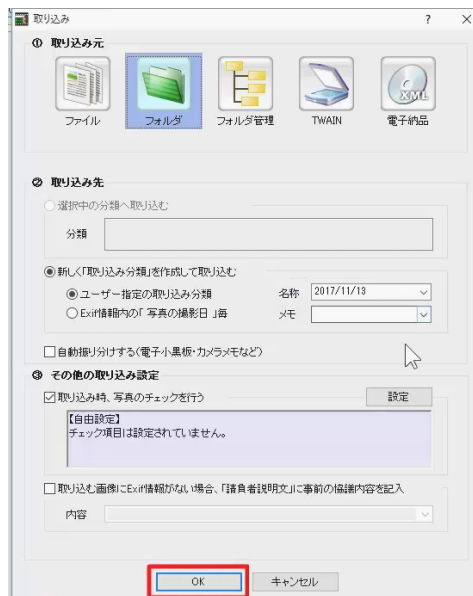 取り込み
? ×
① 取り込み元
ファイル フォルダ フォルダ管理 TWAIN 電子納品
XML
② 取り込み先
選択中の分類へ取り込む
分類
新しく「取り込み分類」を作成して取り込む
ユーザー指定の取り込み分類 名称 2017/11/13
Exif情報内の「写真の撮影日」毎 メモ
自動振り分けする(電子小黒板・カメラメモなど)
③ その他の取り込み設定
取り込み時、写真のチェックを行う 設定
【自由設定】
チェック項目は設定されていません。
取り込む画像にExif情報がない場合、「請負者説明文」に事前の協議内容を記入
内容
OK キャンセル